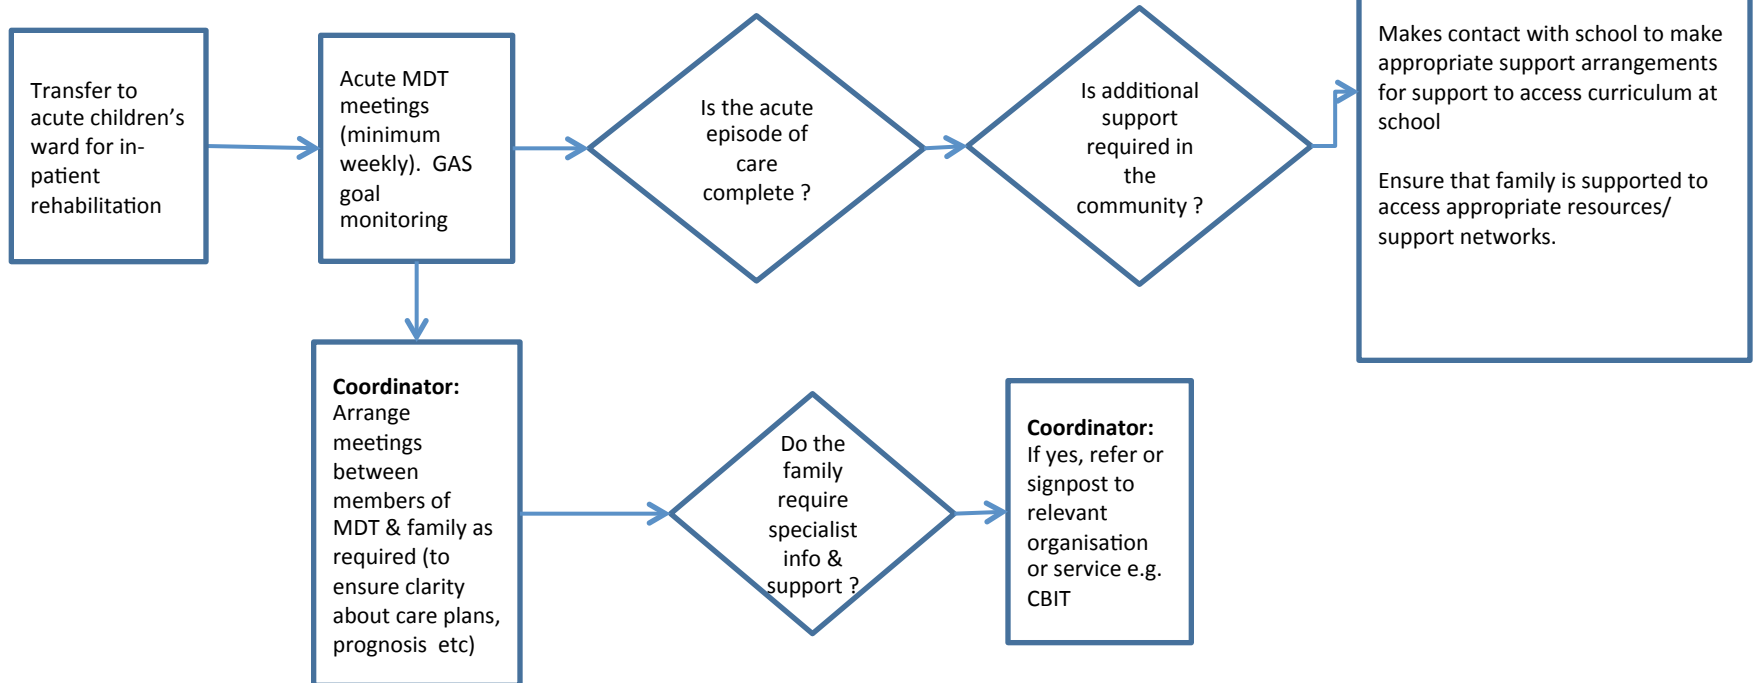 Transfer to
acute children's
ward for in-
patient
rehabilitation
Acute MDT
meetings
(minimum
weekly).  GAS
goal
monitoring
Is the acute
episode of
care
complete ?
Is additional
support
required in
the
community ?
Makes contact with school to make
appropriate support arrangements
for support to access curriculum at
school
Ensure that family is supported to
access appropriate resources/
support networks.
Coordinator:
Arrange
meetings
between
members of
MDT & family as
required (to
ensure clarity
about care plans,
prognosis  etc)
Do the
family
require
specialist
info &
support ?
Coordinator:
If yes, refer or
signpost to
relevant
organisation
or service e.g.
CBIT